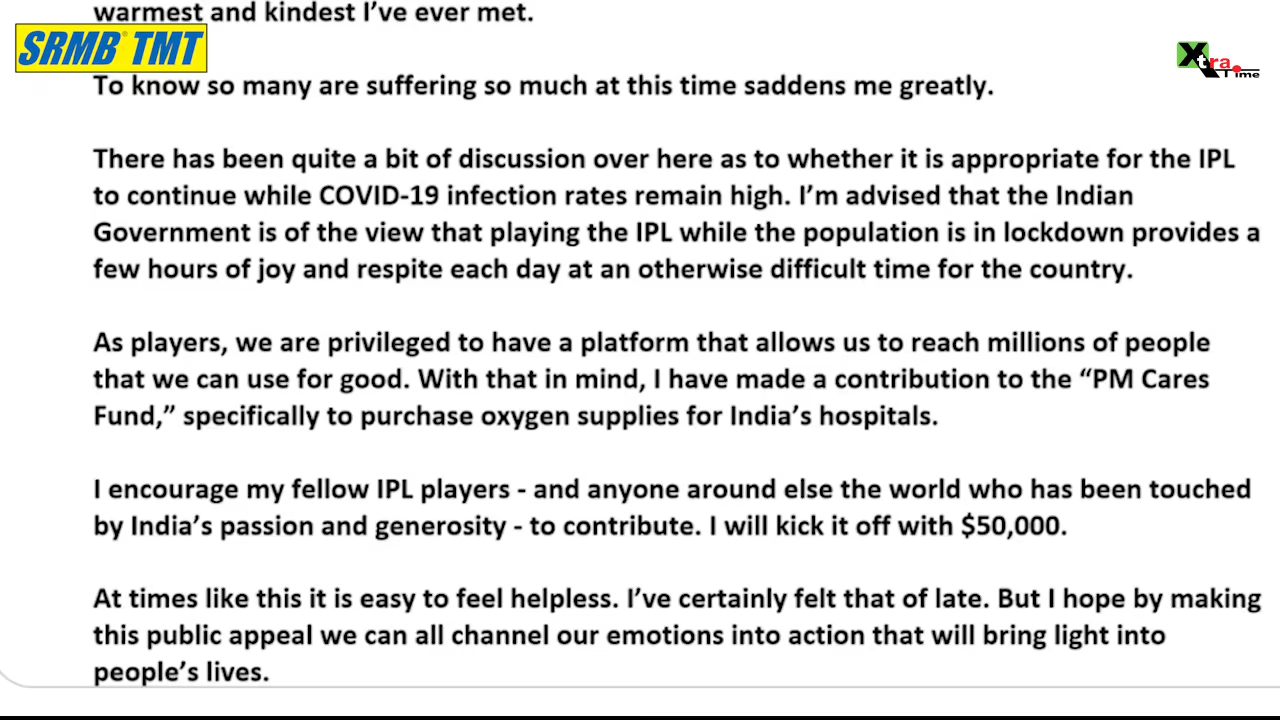 warmest and kindest I've ever met.
SRMB® TMT
Xtra Time
To know so many are suffering so much at this time saddens me greatly.
There has been quite a bit of discussion over here as to whether it is appropriate for the IPL
to continue while COVID-19 infection rates remain high. I'm advised that the Indian
Government is of the view that playing the IPL while the population is in lockdown provides a
few hours of joy and respite each day at an otherwise difficult time for the country.
As players, we are privileged to have a platform that allows us to reach millions of people
that we can use for good. With that in mind, I have made a contribution to the “PM Cares
Fund,” specifically to purchase oxygen supplies for India's hospitals.
I encourage my fellow IPL players - and anyone around else the world who has been touched
by India's passion and generosity - to contribute. I will kick it off with $50,000.
At times like this it is easy to feel helpless. I've certainly felt that of late. But I hope by making
this public appeal we can all channel our emotions into action that will bring light into
people's lives.